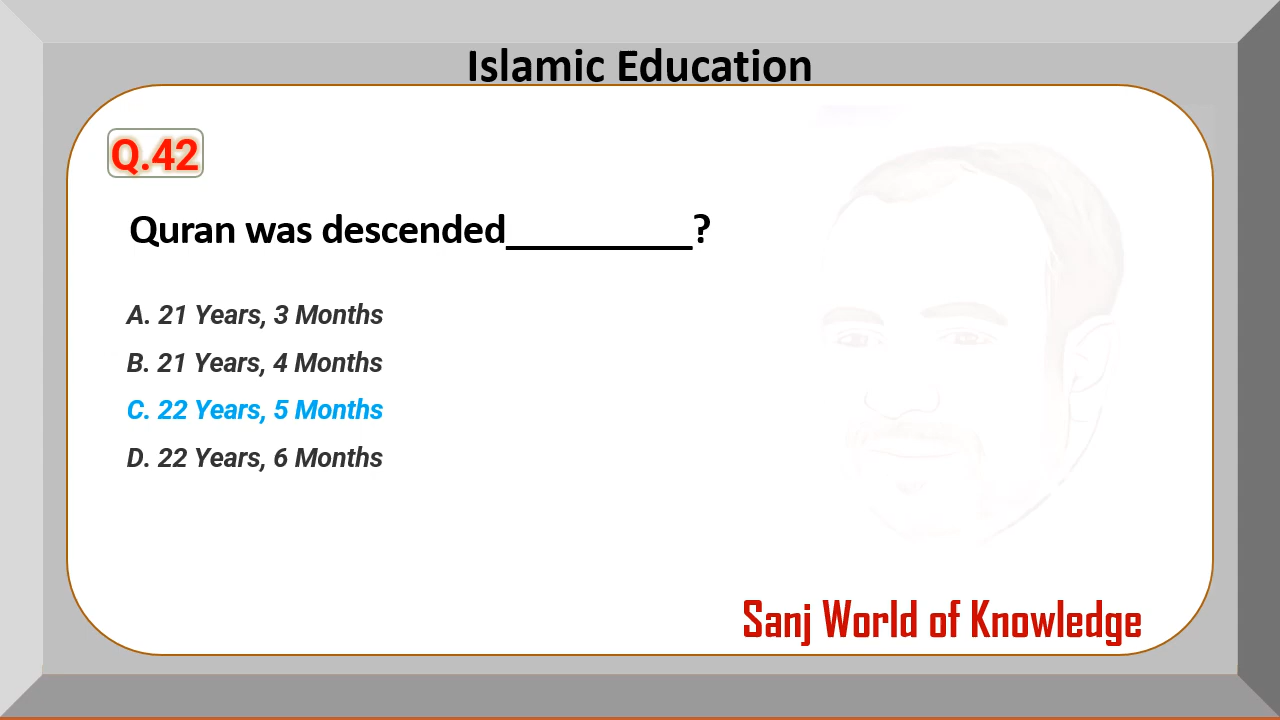 Islamic Education
Q.42
Quran was descended_________?
A. 21 Years, 3 Months
B. 21 Years, 4 Months
C. 22 Years, 5 Months
D. 22 Years, 6 Months
Sanj World of Knowledge